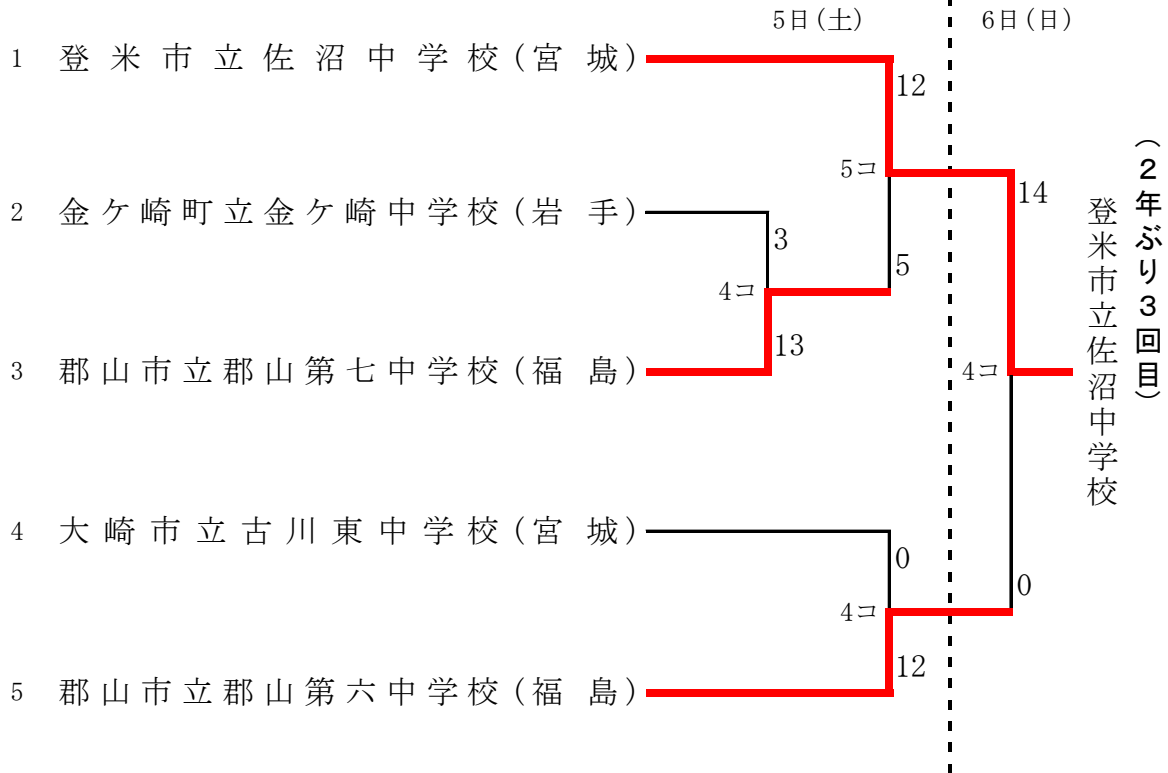 5日(土)
6日(日)
1 登米市立佐沼中学校(宮 城)
12
5コ
14
2 金ケ崎町立金ケ崎中学校(岩 手)
3
5
4コ
13
3 郡山市立郡山第七中学校(福 島)
4コ
登米市立佐沼中学校
(2年ぶり3回目)
4 大崎市立古川東中学校(宮 城)
0
0
4コ
12
5 郡山市立郡山第六中学校(福 島)